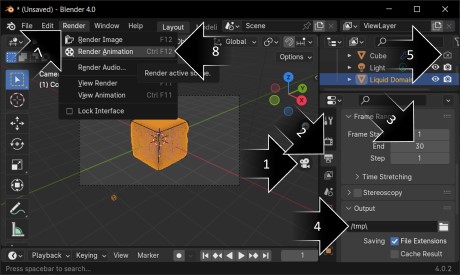 * (Unsaved) - Blender 4.0
File Edit Render Window Help Layout Scene ViewLayer
Render Image F12
Render Animation Ctrl F12
Render Audio...
View Render F11
View Animation Ctrl F11
Lock Interface
Render active sc
Global
Options
Came
(1) Co
Z
Y
X
Cube
Light
Liquid Doma
Frame Ran
Frame Sta 1
End 30
Step 1
Time Stretching
Stereoscopy
Output
/tmp\
Saving File Extensions
Cache Result
Playback Keying View Marker 1
Press spacebar to search...
4.0.2
1
2
3
4
5
7
8